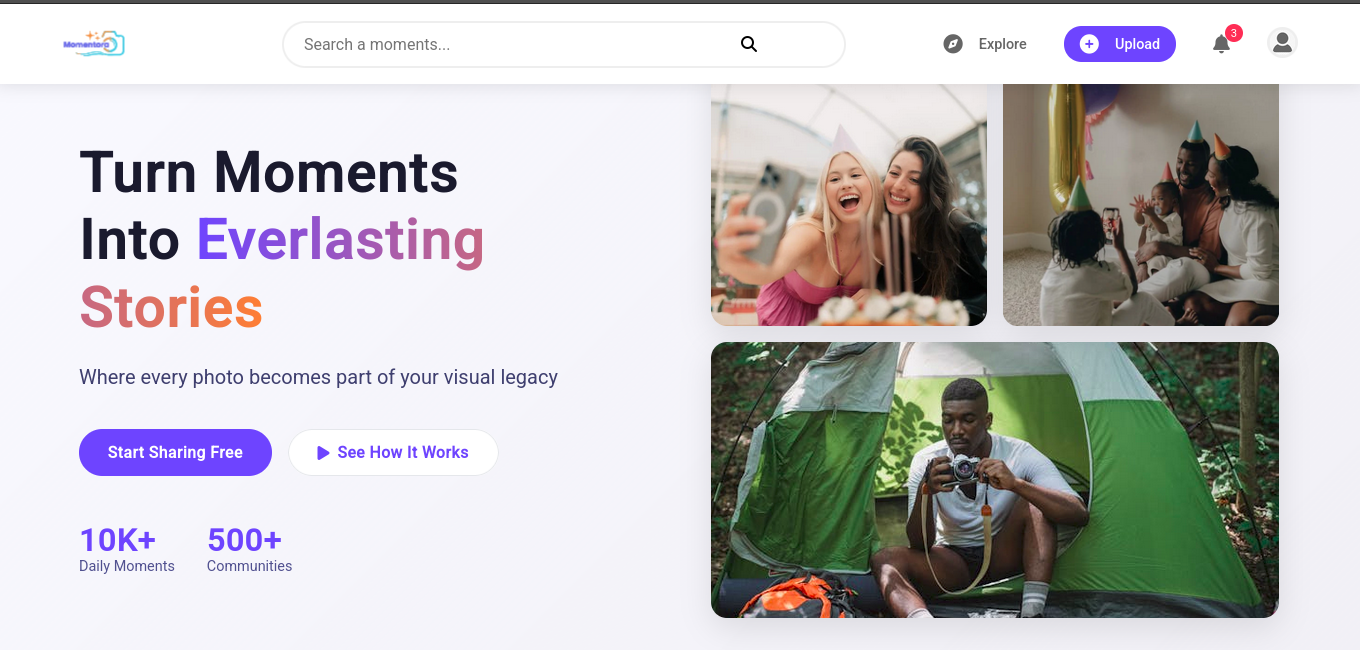 Momentora
Search a moments...
Explore
Upload
3
Turn Moments
Into Everlasting
Stories
Where every photo becomes part of your visual legacy
Start Sharing Free
See How It Works
10K+
500+
Daily Moments
Communities